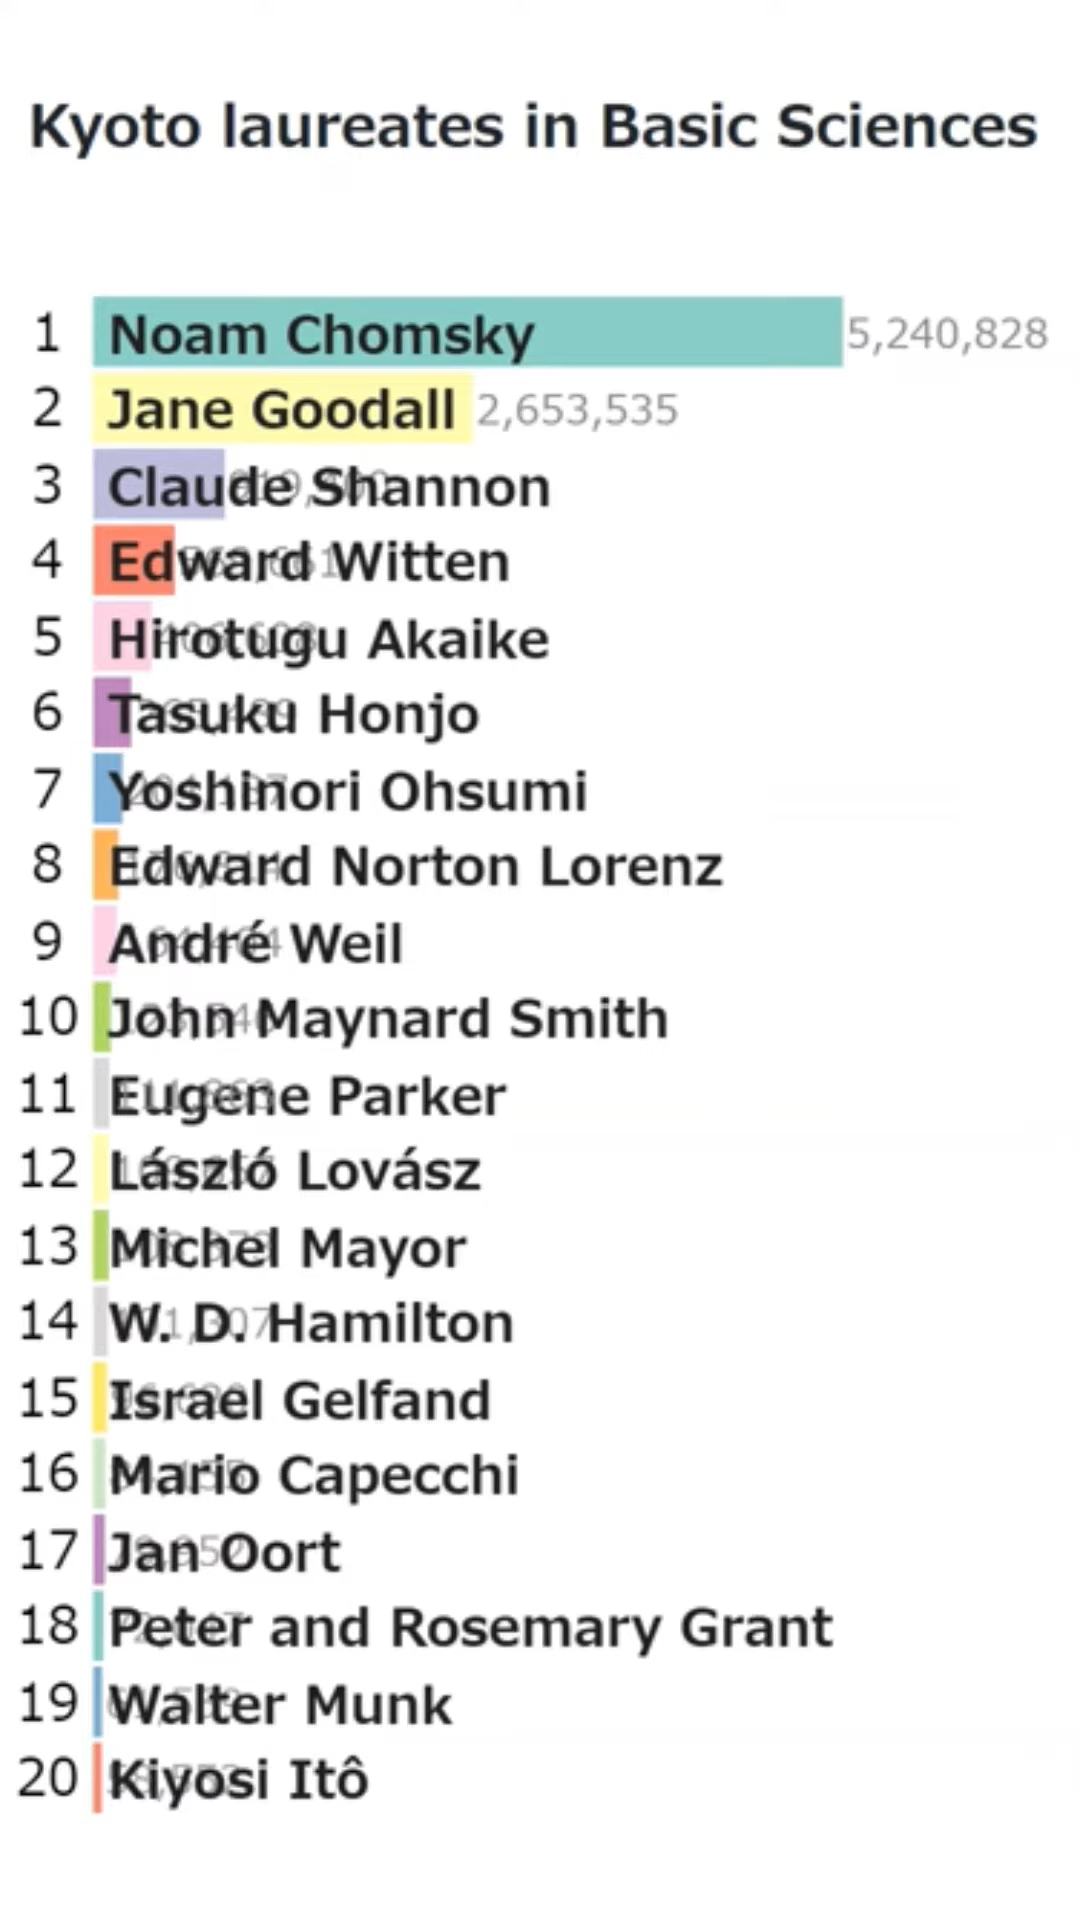 Kyoto laureates in Basic Sciences
1 Noam Chomsky 5,240,828
2 Jane Goodall 2,653,535
3 Claude Shannon
4 Edward Witten
5 Hirotugu Akaike
6 Tasuku Honjo
7 Yoshinori Ohsumi
8 Edward Norton Lorenz
9 André Weil
10 John Maynard Smith
11 Eugene Parker
12 László Lovász
13 Michel Mayor
14 W. D. Hamilton
15 Israel Gelfand
16 Mario Capecchi
17 Jan Oort
18 Peter and Rosemary Grant
19 Walter Munk
20 Kiyosi Itô